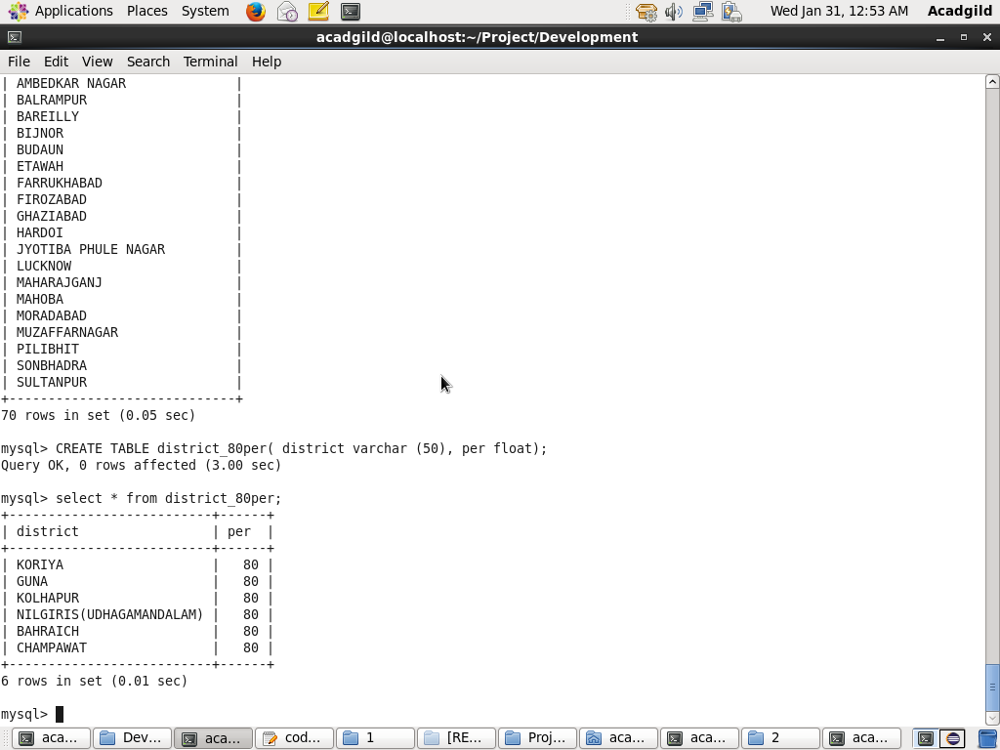 Applications Places System Wed Jan 31, 12:53 AM Acadgild
acadgild@localhost:~/Project/Development
File Edit View Search Terminal Help
| AMBEDKAR NAGAR              |
| BALRAMPUR                   |
| BAREILLY                    |
| BIJNOR                      |
| BUDAUN                      |
| ETAWAH                      |
| FARRUKHABAD                 |
| FIROZABAD                   |
| GHAZIABAD                   |
| HARDOI                      |
| JYOTIBA PHULE NAGAR         |
| LUCKNOW                     |
| MAHARAJGANJ                 |
| MAHOBA                      |
| MORADABAD                   |
| MUZAFFARNAGAR               |
| PILIBHIT                    |
| SONBHADRA                   |
| SULTANPUR                   |
+-----------------------------+
70 rows in set (0.05 sec)
mysql> CREATE TABLE district_80per( district varchar (50), per float);
Query OK, 0 rows affected (3.00 sec)
mysql> select * from district_80per;
+--------------------------+------+
| district                 | per  |
+--------------------------+------+
| KORIYA                   |   80 |
| GUNA                     |   80 |
| KOLHAPUR                 |   80 |
| NILGIRIS(UDHAGAMANDALAM) |   80 |
| BAHRAICH                 |   80 |
| CHAMPAWAT                |   80 |
+--------------------------+------+
6 rows in set (0.01 sec)
mysql>
aca... Dev... aca... cod... 1 [RE... Proj... aca... aca... 2 aca...